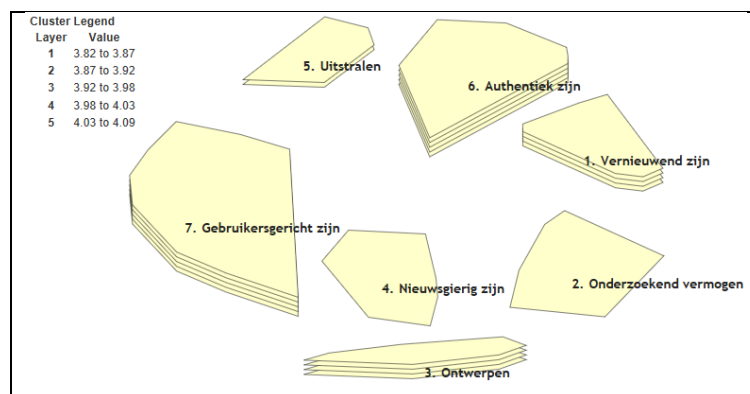 Cluster Legend
Layer Value
1 3.82 to 3.87
2 3.87 to 3.92
3 3.92 to 3.98
4 3.98 to 4.03
5 4.03 to 4.09
5. Uitstralen
6. Authentiek zijn
1. Vernieuwend zijn
7. Gebruikersgericht zijn
2. Onderzoekend vermogen
4. Nieuwsgierig zijn
3. Ontwerpen